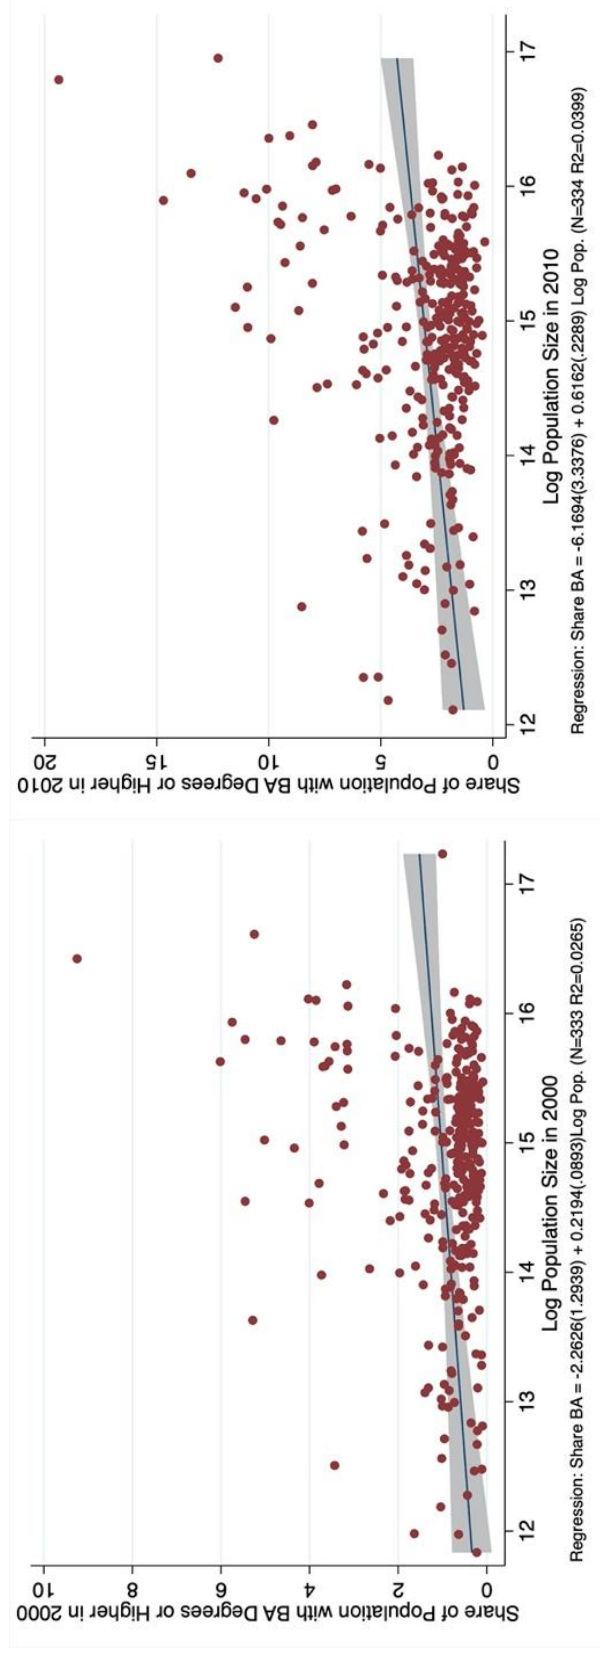 Share of Population with BA Degrees or Higher in 2000
10
8
6
4
2
0
12 13 14 15 16 17
Log Population Size in 2000
Regression: Share BA = -2.2626(1.2939) + 0.2194(.0893)Log Pop. (N=333 R2=0.0265)
Share of Population with BA Degrees or Higher in 2010
20
15
10
5
0
12 13 14 15 16 17
Log Population Size in 2010
Regression: Share BA = -6.1694(3.3376) + 0.6162(.2289) Log Pop. (N=334 R2=0.0399)